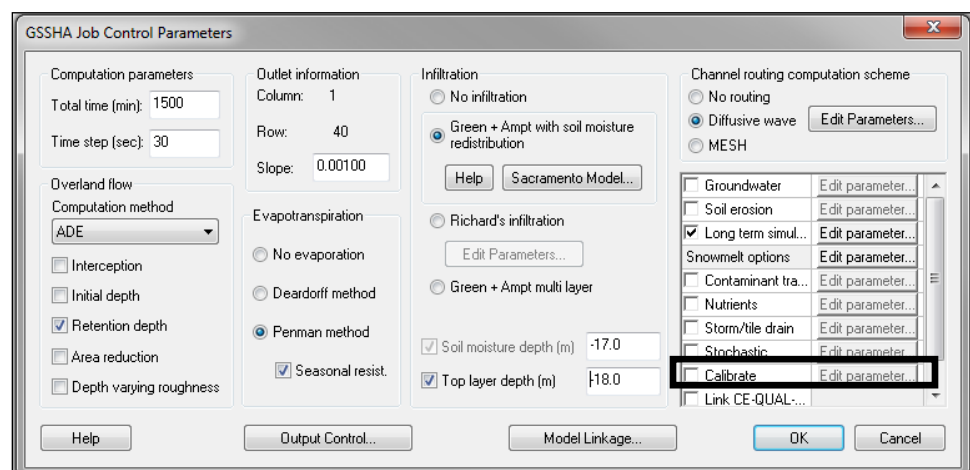 GSSHA Job Control Parameters
Computation parameters
Total time (min): 1500
Time step (sec): 30
Overland flow
Computation method
ADE
Interception
Initial depth
Retention depth
Area reduction
Depth varying roughness
Outlet information
Column: 1
Row: 40
Slope: 0.00100
Evapotranspiration
No evaporation
Deardorff method
Penman method
Seasonal resist.
Infiltration
No infiltration
Green + Ampt with soil moisture
redistribution
Help Sacramento Model...
Richard's infiltration
Edit Parameters...
Green + Ampt multi layer
Soil moisture depth (m) -17.0
Top layer depth (m) -18.0
Channel routing computation scheme
No routing
Diffusive wave Edit Parameters...
MESH
Groundwater Edit parameter...
Soil erosion Edit parameter...
Long term simul... Edit parameter...
Snowmelt options Edit parameter...
Contaminant tra... Edit parameter...
Nutrients Edit parameter...
Storm/tile drain Edit parameter...
Stochastic Edit parameter...
Calibrate Edit parameter...
Link CE-QUAL-...
Help Output Control... Model Linkage... OK Cancel